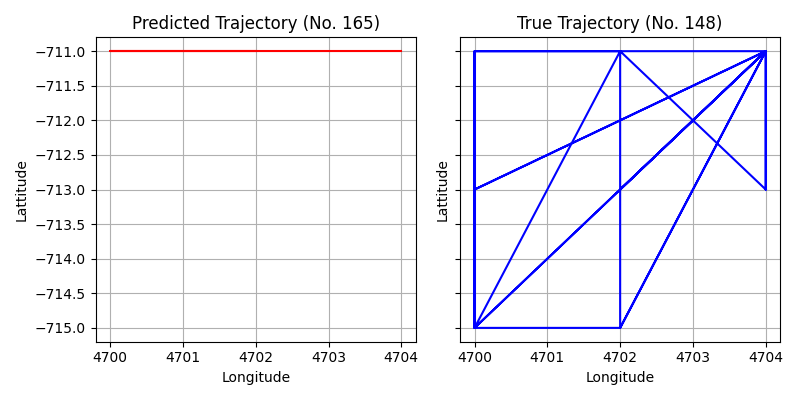 Predicted Trajectory (No. 165)
True Trajectory (No. 148)
−711.0
−711.5
−712.0
−712.5
−713.0
−713.5
−714.0
−714.5
−715.0
Lattitude
Lattitude
4700 4701 4702 4703 4704
4700 4701 4702 4703 4704
Longitude
Longitude